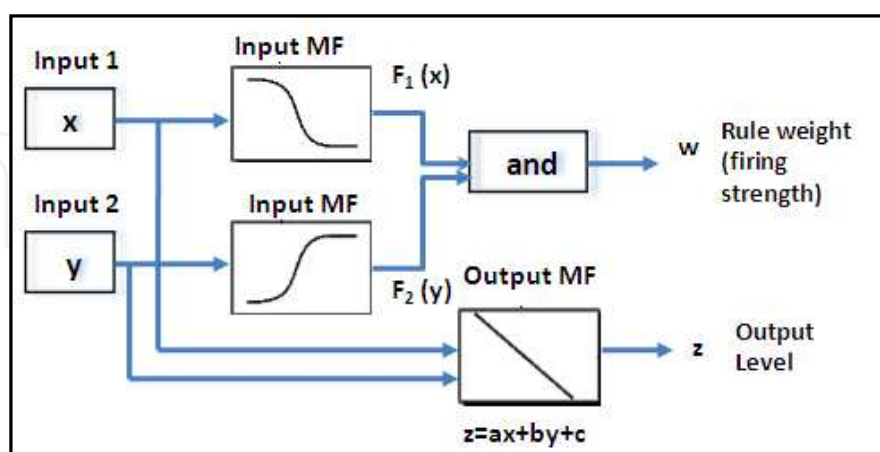 Input 1
x
Input MF
F₁ (x)
and
w
Rule weight
(firing
strength)
Input 2
y
Input MF
F₂ (y)
Output MF
z
Output
Level
z=ax+by+c